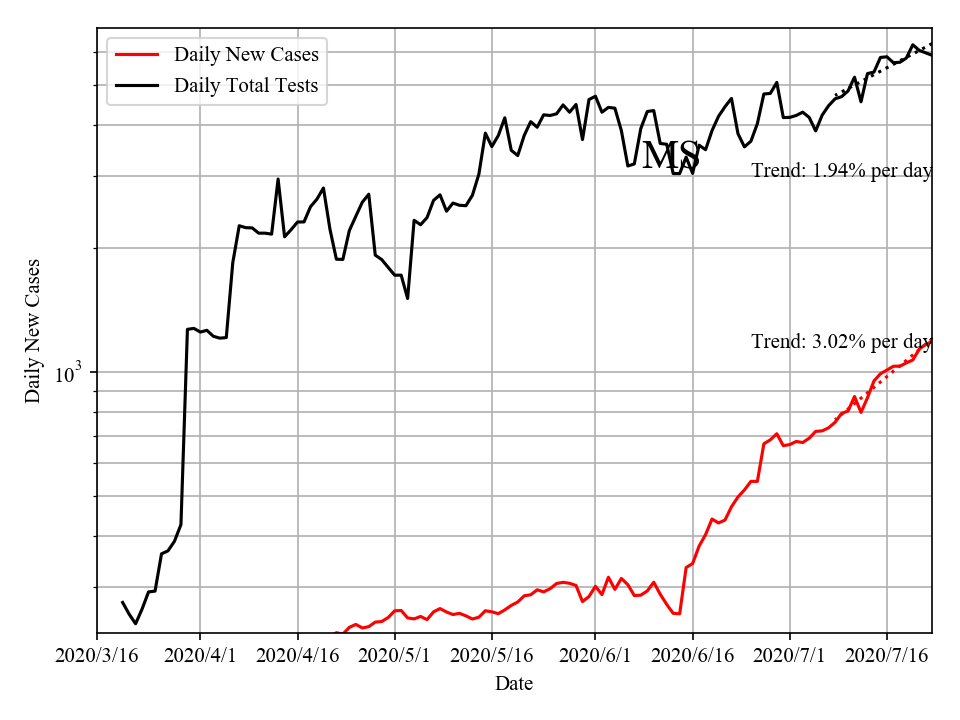 Daily New Cases
Daily Total Tests
MS
Trend: 1.94% per day
Trend: 3.02% per day
Daily New Cases
10³
2020/3/16 2020/4/1 2020/4/16 2020/5/1 2020/5/16 2020/6/1 2020/6/16 2020/7/1 2020/7/16
Date